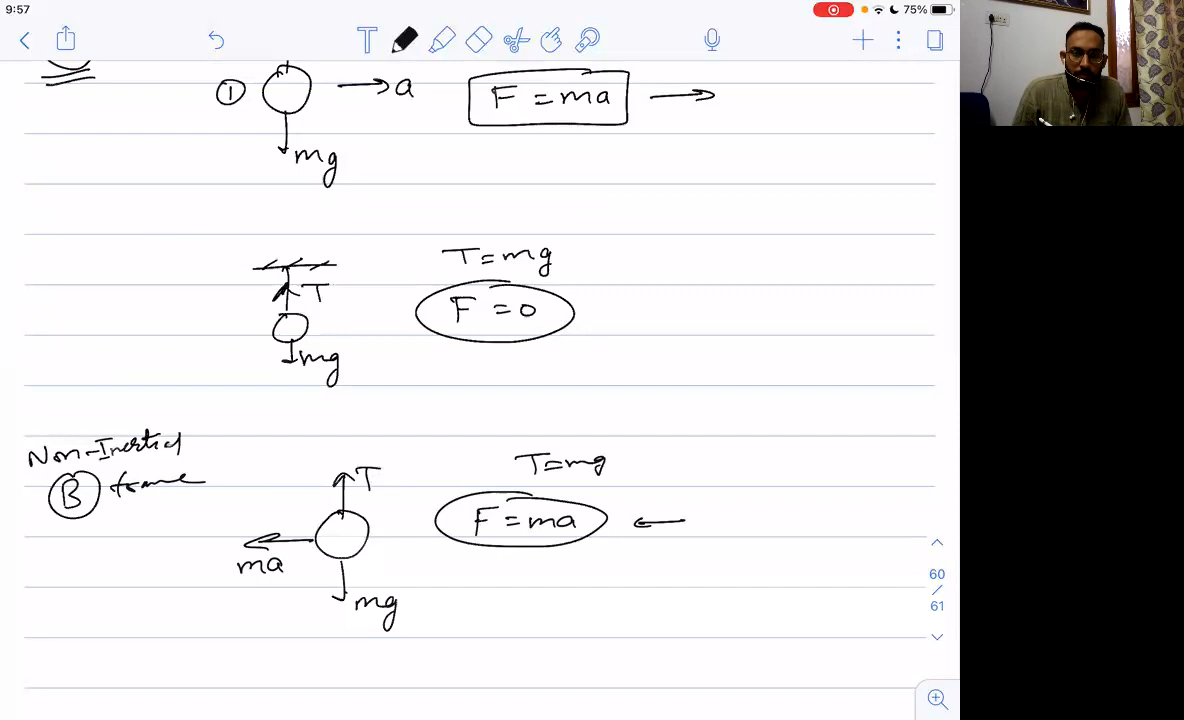 9:57
75%
T
① → a F = ma →
mg
T = mg
T
F = 0
mg
Non-Inertial
B frame
T = mg
T
F = ma ←
ma
mg
60
/
61